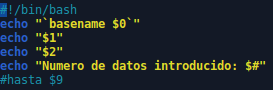 #!/bin/bash
echo "`basename $0`"
echo "$1"
echo "$2"
echo "Numero de datos introducido: $#"
#hasta $9